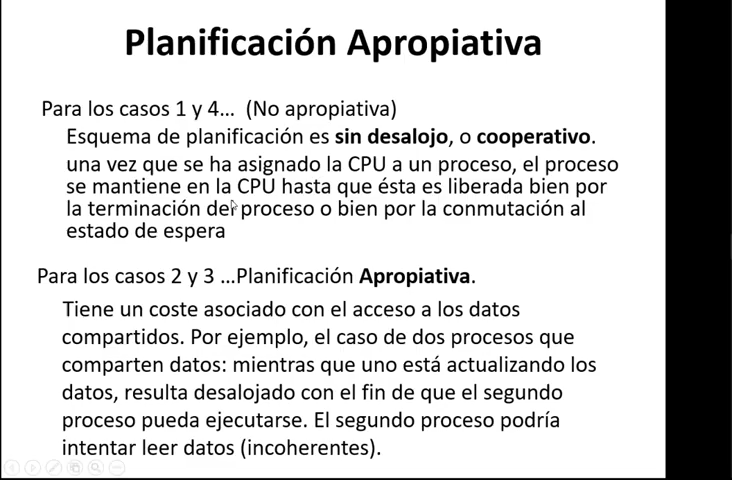 Planificación Apropiativa
Para los casos 1 y 4... (No apropiativa)
Esquema de planificación es sin desalojo, o cooperativo.
una vez que se ha asignado la CPU a un proceso, el proceso
se mantiene en la CPU hasta que ésta es liberada bien por
la terminación del proceso o bien por la conmutación al
estado de espera
Para los casos 2 y 3 ...Planificación Apropiativa.
Tiene un coste asociado con el acceso a los datos
compartidos. Por ejemplo, el caso de dos procesos que
comparten datos: mientras que uno está actualizando los
datos, resulta desalojado con el fin de que el segundo
proceso pueda ejecutarse. El segundo proceso podría
intentar leer datos (incoherentes).